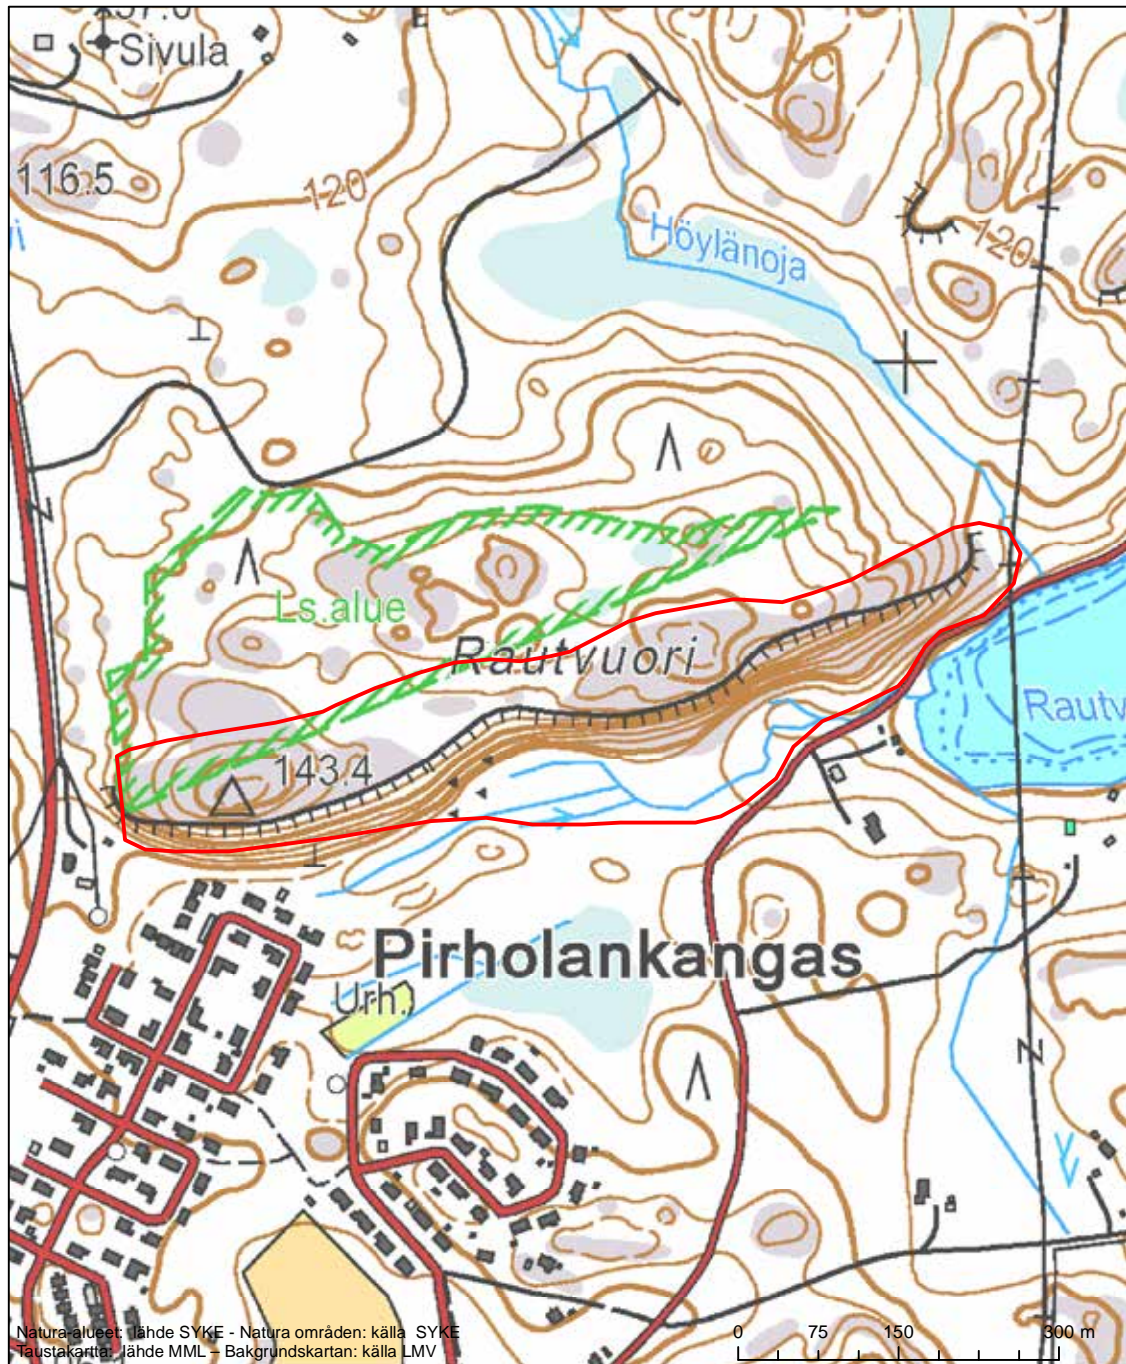 Sivula
116.5
120
Höylänoja
120
Ls.alue
Rautvuori
143.4
Rautv
Pirholankangas
Urh.
Natura-alueet: lähde SYKE - Natura områden: källa SYKE
Taustakartta: lähde MML – Bakgrundskartan: källa LMV
0 75 150 300 m